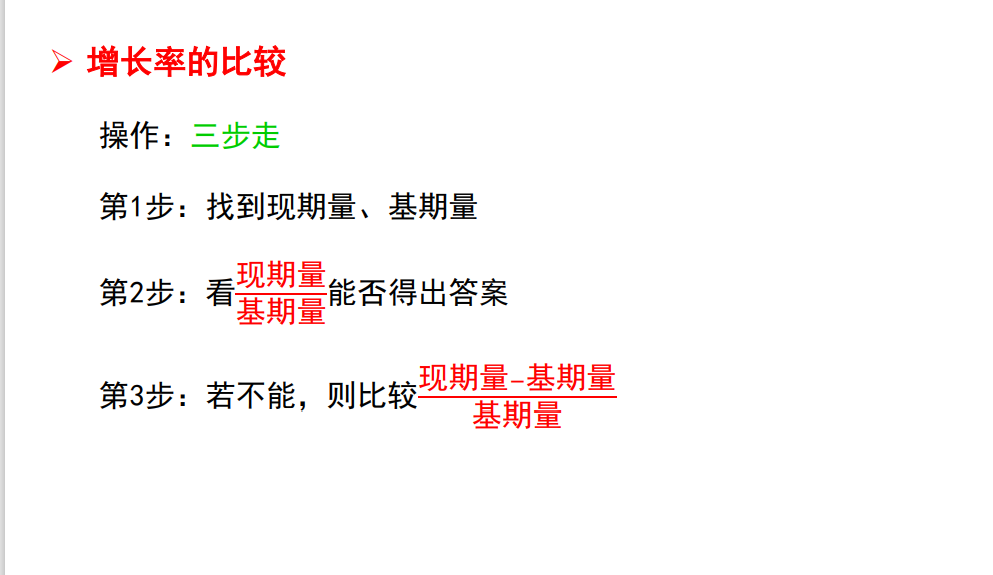 增长率的比较
操作：三步走
第1步：找到现期量、基期量
第2步：看现期量/基期量能否得出答案
第3步：若不能，则比较现期量-基期量/基期量